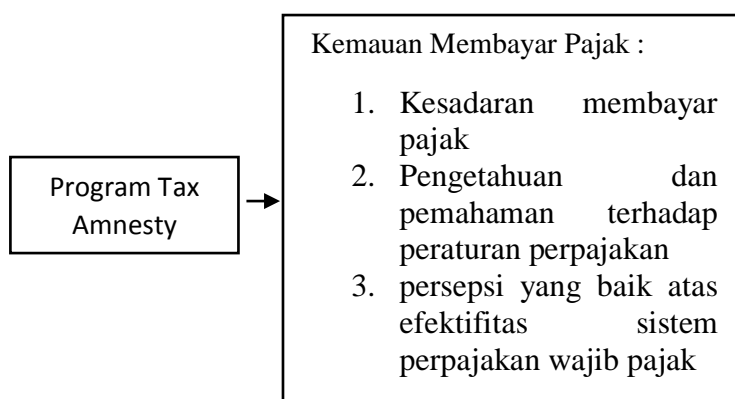 Program Tax
Amnesty
Kemauan Membayar Pajak :
1. Kesadaran membayar
pajak
2. Pengetahuan dan
pemahaman terhadap
peraturan perpajakan
3. persepsi yang baik atas
efektifitas sistem
perpajakan wajib pajak